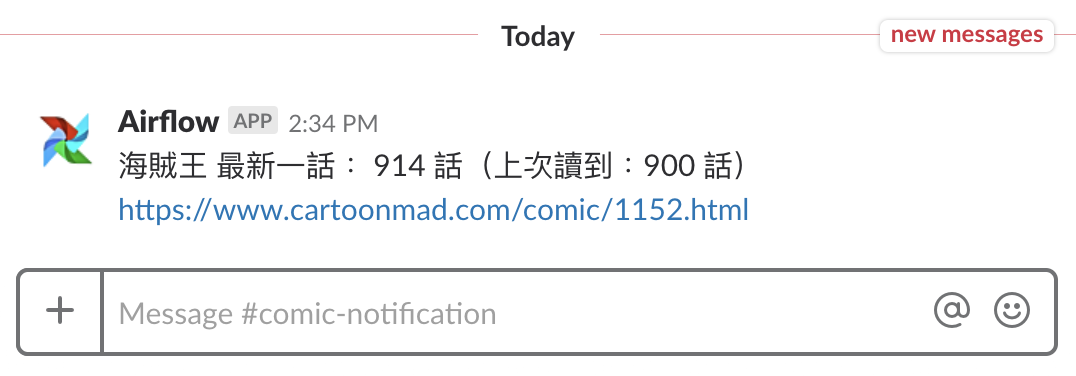 Today
new messages
Airflow APP 2:34 PM
海賊王 最新一話： 914 話（上次讀到：900 話）
https://www.cartoonmad.com/comic/1152.html
+ Message #comic-notification @